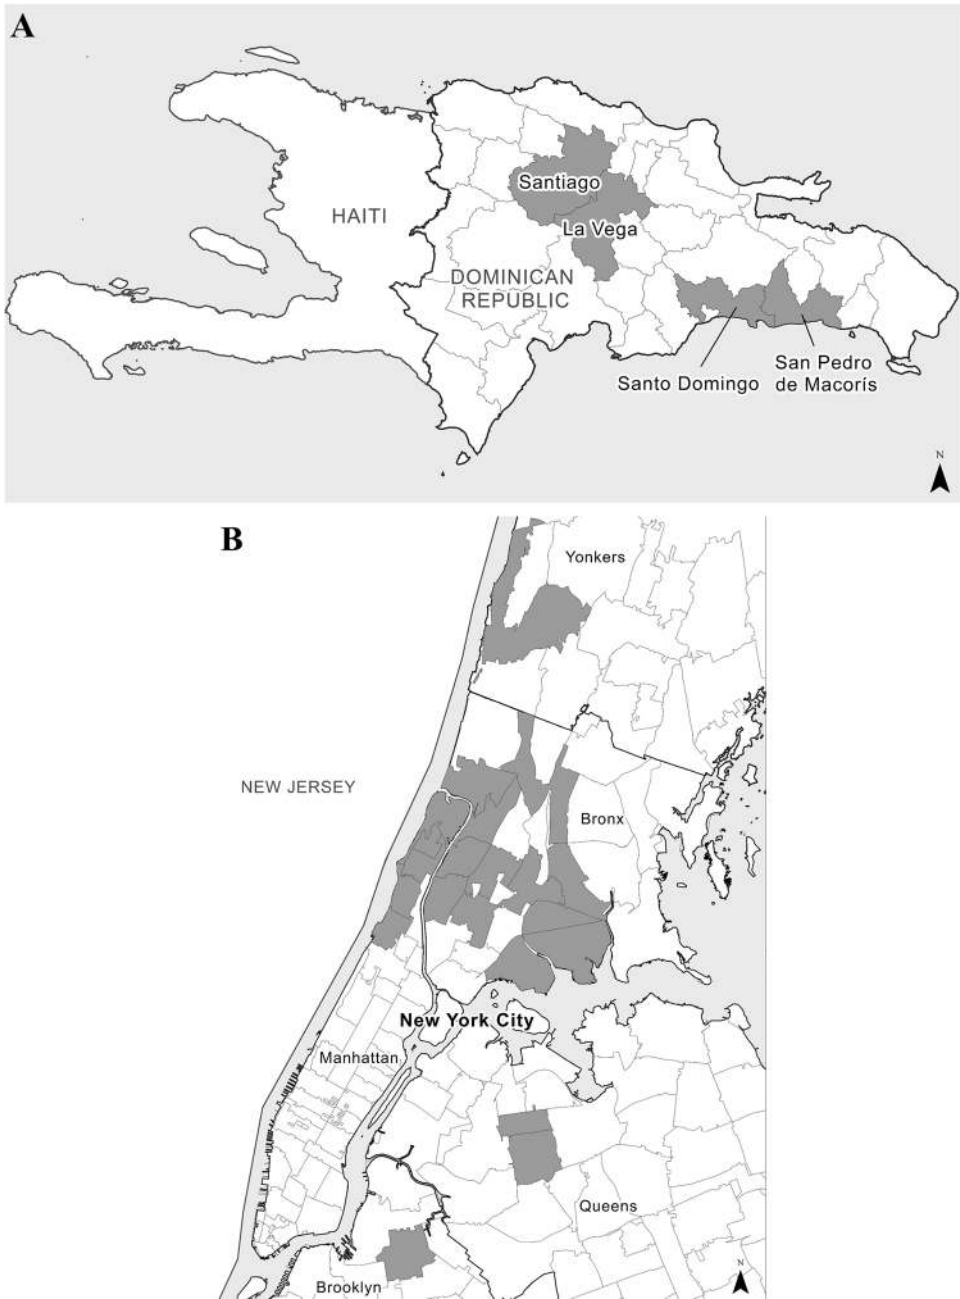 A
Santiago
HAITI
La Vega
DOMINICAN
REPUBLIC
San Pedro
de Macorís
Santo Domingo
N
B
Yonkers
NEW JERSEY
Bronx
New York City
Manhattan
Queens
N
Brooklyn